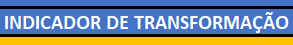 INDICADOR DE TRANSFORMAÇÃO